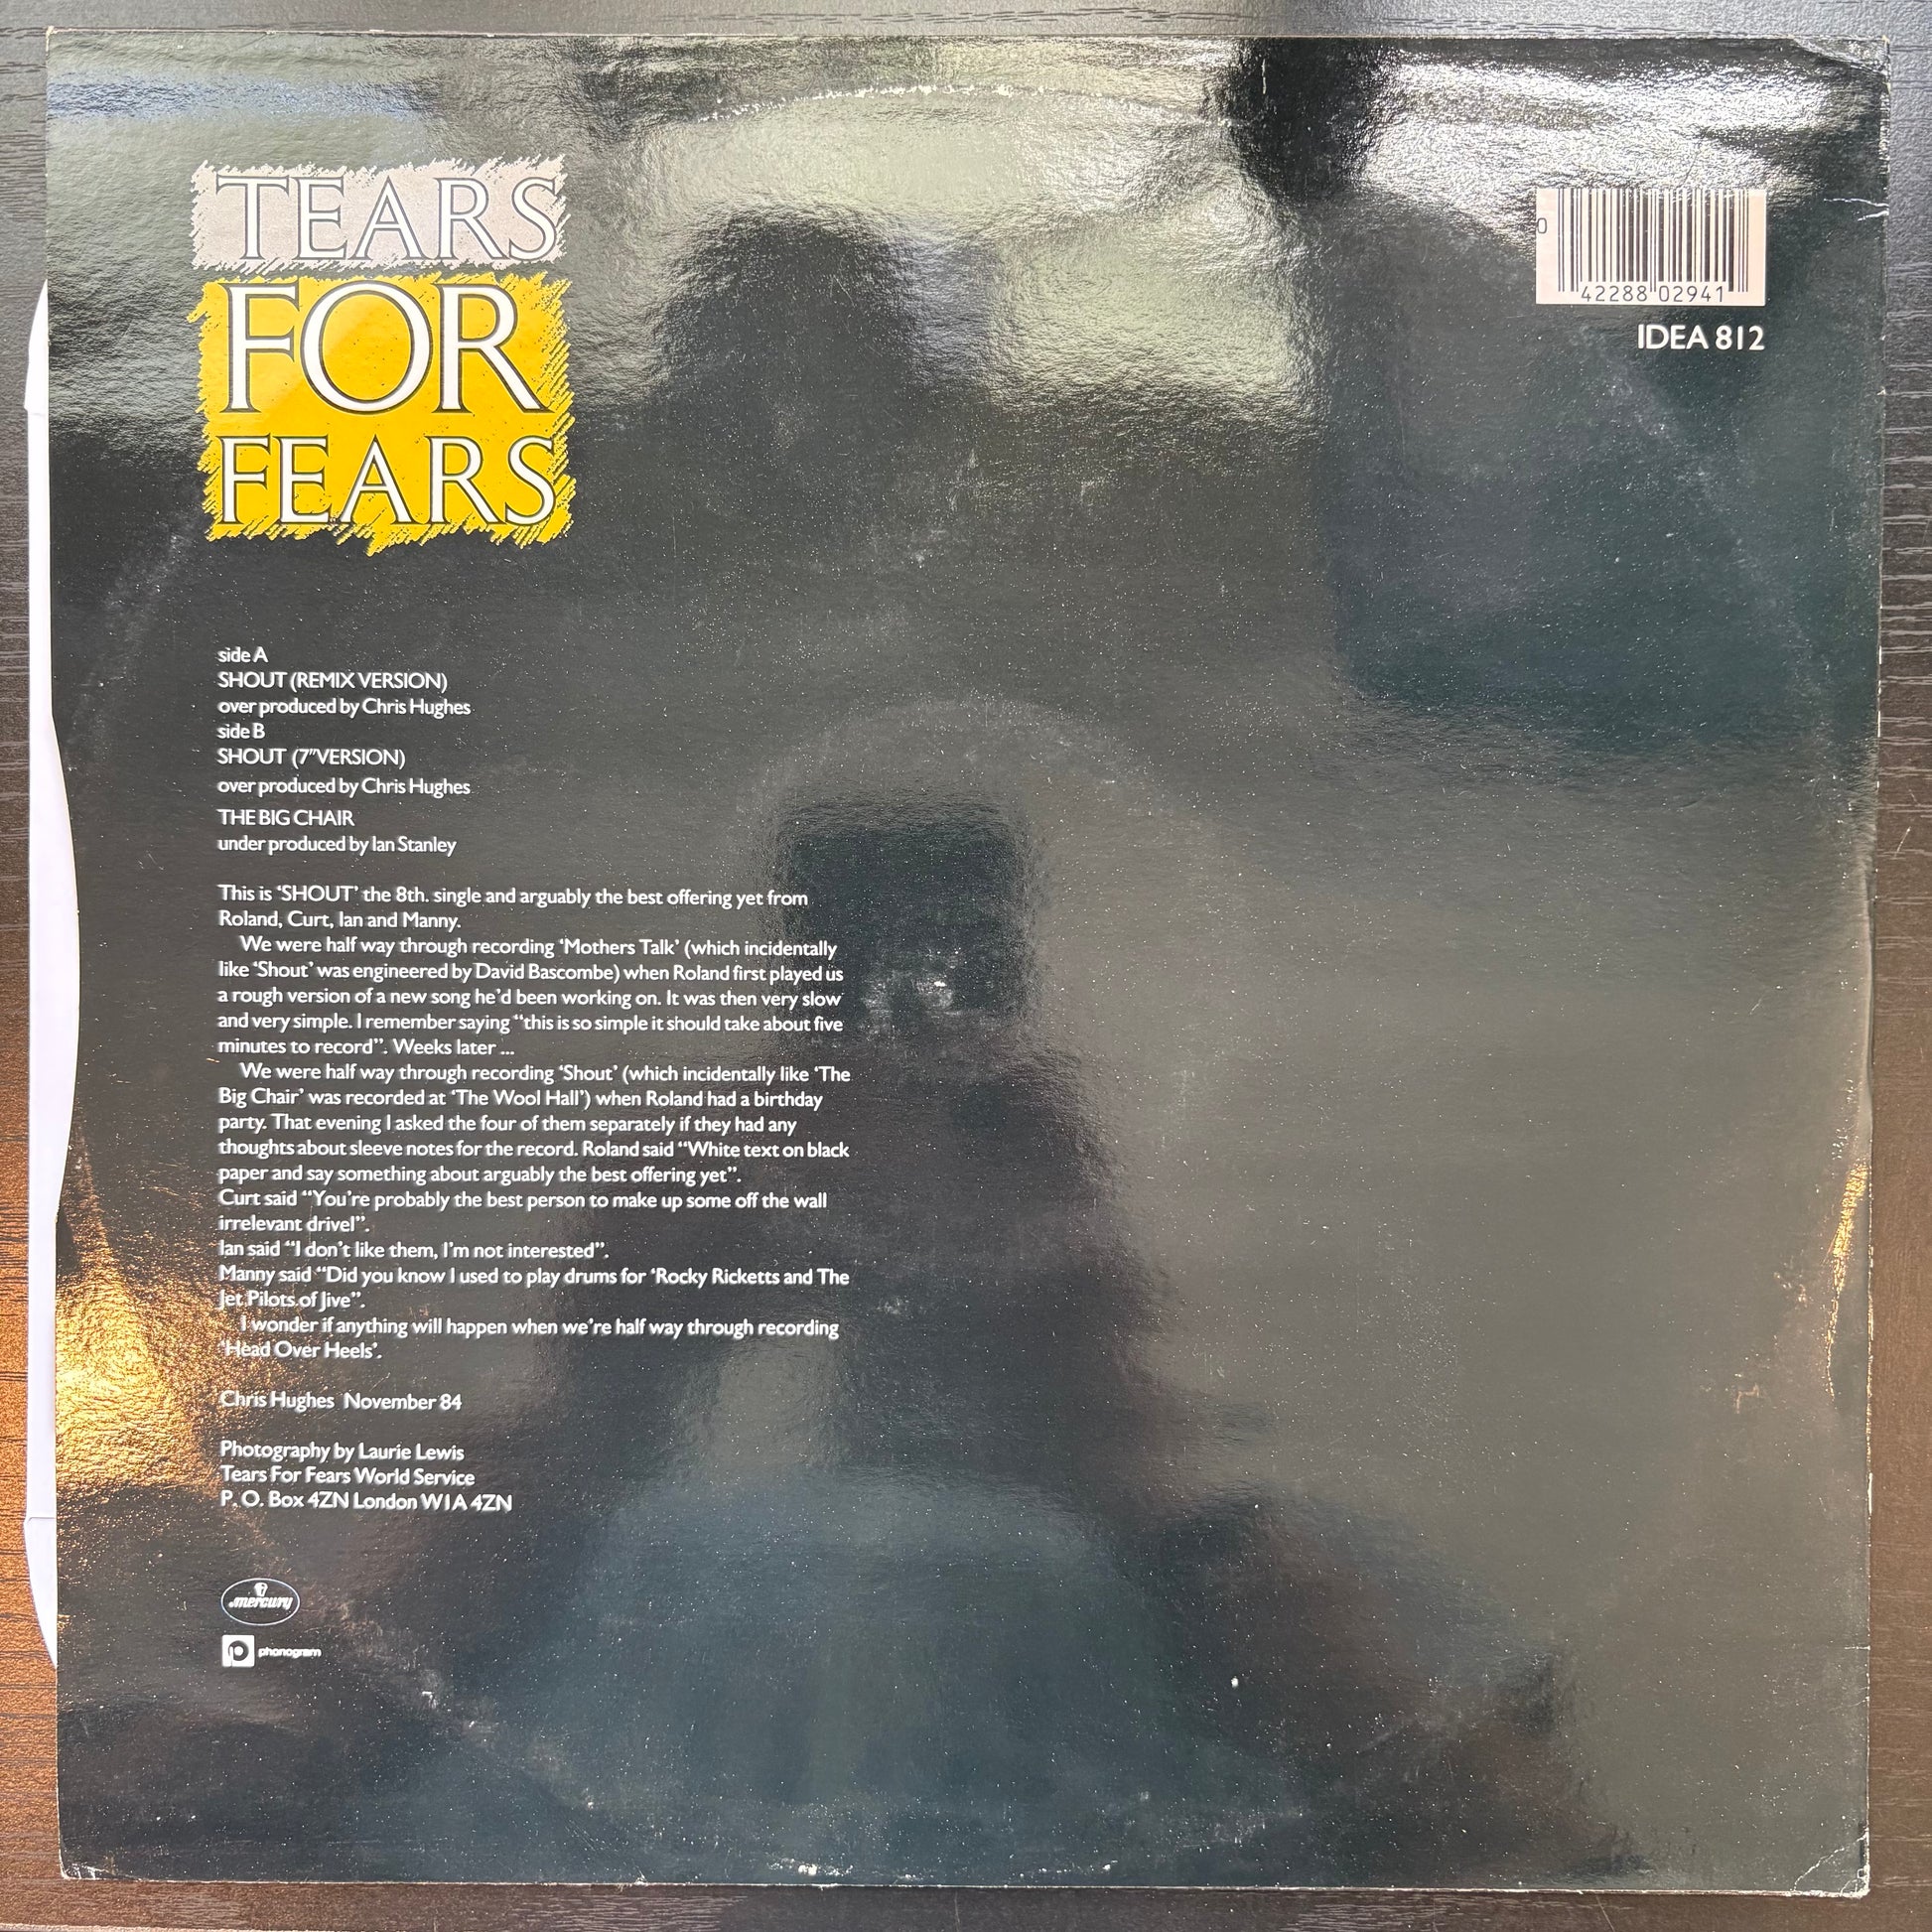 TEARS
FOR
FEARS
0
42288 02941
IDEA 812
side A
SHOUT (REMIX VERSION)
over produced by Chris Hughes
side B
SHOUT (7"VERSION)
over produced by Chris Hughes
THE BIG CHAIR
under produced by Ian Stanley
This is ‘SHOUT’ the 8th. single and arguably the best offering yet from
Roland, Curt, Ian and Manny.
We were half way through recording ‘Mothers Talk’ (which incidentally
like ‘Shout’ was engineered by David Bascombe) when Roland first played us
a rough version of a new song he’d been working on. It was then very slow
and very simple. I remember saying “this is so simple it should take about five
minutes to record”. Weeks later ...
We were half way through recording ‘Shout’ (which incidentally like ‘The
Big Chair’ was recorded at ‘The Wool Hall’) when Roland had a birthday
party. That evening I asked the four of them separately if they had any
thoughts about sleeve notes for the record. Roland said “White text on black
paper and say something about arguably the best offering yet”.
Curt said “You’re probably the best person to make up some off the wall
irrelevant drivel”.
Ian said “I don’t like them, I’m not interested”.
Manny said “Did you know I used to play drums for ‘Rocky Ricketts and The
Jet Pilots of Jive”.
I wonder if anything will happen when we’re half way through recording
‘Head Over Heels’.
Chris Hughes November 84
Photography by Laurie Lewis
Tears For Fears World Service
P. O. Box 4ZN London W1A 4ZN
mercury
phonogram